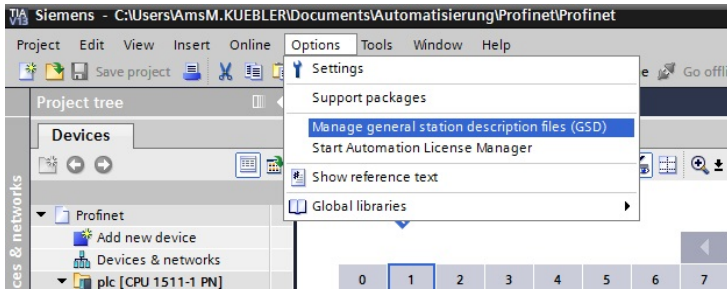 Siemens - C:\Users\AmsM.KUEBLER\Documents\Automatisierung\Profinet\Profinet
Project Edit View Insert Online Options Tools Window Help
Save project
Go offli
Settings
Support packages
Manage general station description files (GSD)
Start Automation License Manager
Show reference text
Global libraries
Project tree
Devices
Profinet
Add new device
Devices & networks
plc [CPU 1511-1 PN]
0 1 2 3 4 5 6 7
ces & networks